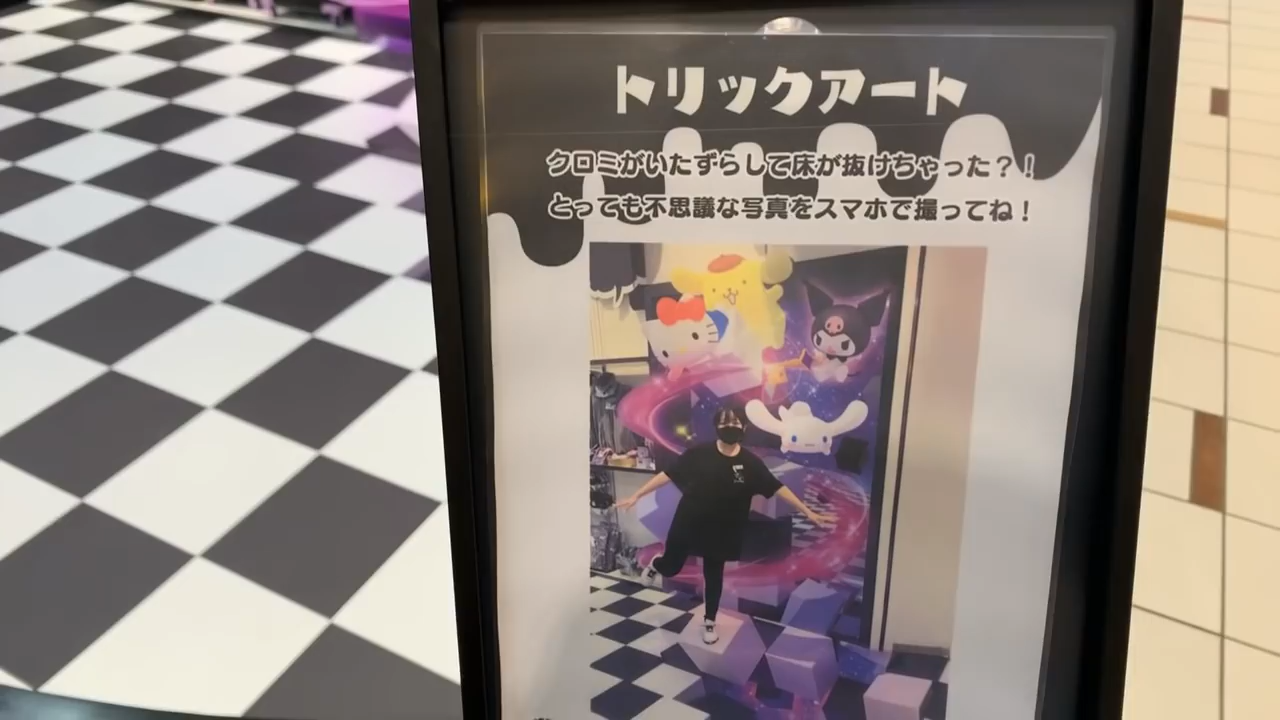 トリックアート
クロミがいたずらして床が抜けちゃった？！
とっても不思議な写真をスマホで撮ってね！